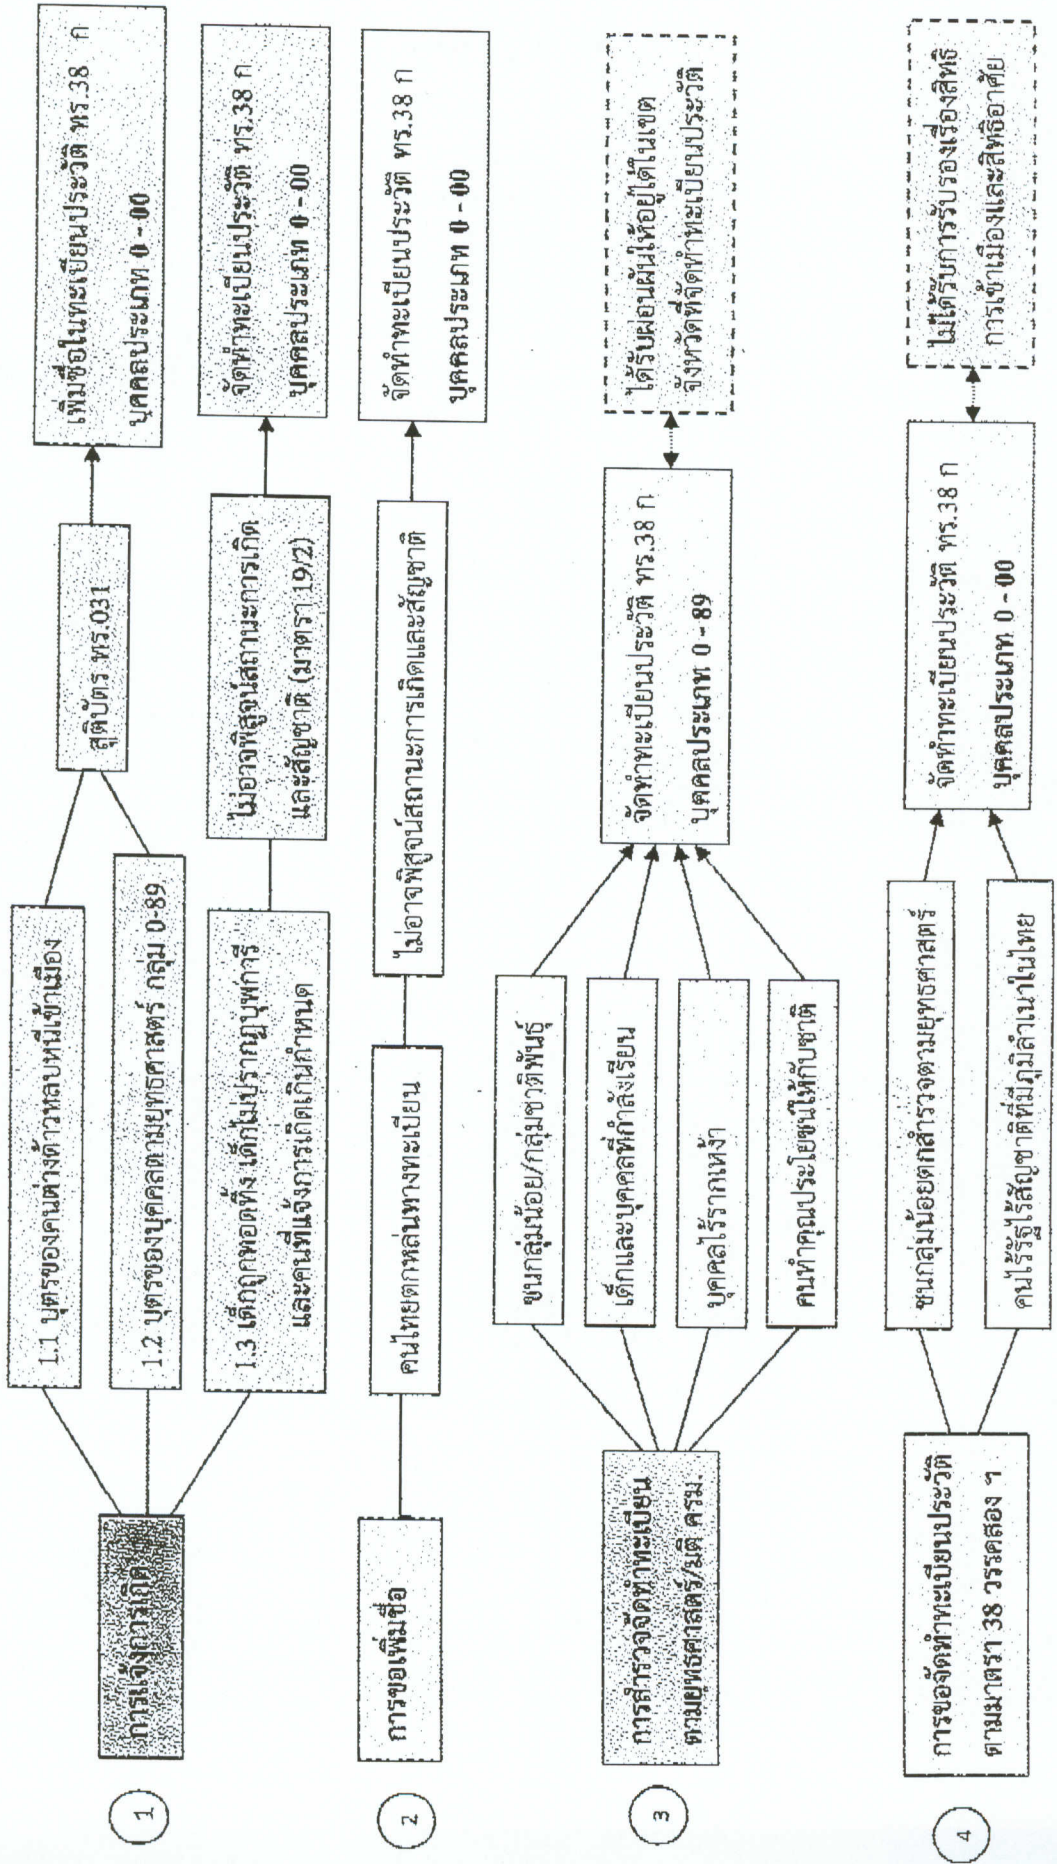 1
การแจ้งการเกิด
1.1 บุตรของคนต่างด้าวหลบหนีเข้าเมือง
1.2 บุตรของบุคคลตามยุทธศาสตร์ กลุ่ม 0-89
1.3 เด็กถูกทอดทิ้ง เด็กไม่ปรากฏบุพการี
และคนที่แจ้งการเกิดเกินกำหนด
สูติบัตร ทร.031
ไม่อาจพิสูจน์สถานะการเกิด
และสัญชาติ (มาตรา 19/2)
เพิ่มชื่อในทะเบียนประวัติ ทร.38 ก
บุคคลประเภท 0 - 00
จัดทำทะเบียนประวัติ ทร.38 ก
บุคคลประเภท 0 - 00
2
การขอเพิ่มชื่อ
คนไทยตกหล่นทางทะเบียน
ไม่อาจพิสูจน์สถานะการเกิดและสัญชาติ
จัดทำทะเบียนประวัติ ทร.38 ก
บุคคลประเภท 0 - 00
3
การสำรวจจัดทำทะเบียน
ตามยุทธศาสตร์/มติ ครม.
ชนกลุ่มน้อย/กลุ่มชาติพันธุ์
เด็กและบุคคลที่กำลังเรียน
บุคคลไร้รากเหง้า
คนทำคุณประโยชน์ให้กับชาติ
จัดทำทะเบียนประวัติ ทร.38 ก
บุคคลประเภท 0 - 89
ได้รับผ่อนผันให้อยู่ได้ในเขต
จังหวัดที่จัดทำทะเบียนประวัติ
4
การขอจัดทำทะเบียนประวัติ
ตามมาตรา 38 วรรคสอง ฯ
ชนกลุ่มน้อยตกสำรวจตามยุทธศาสตร์
คนไร้รัฐไร้สัญชาติที่มีภูมิลำเนาในไทย
จัดทำทะเบียนประวัติ ทร.38 ก
บุคคลประเภท 0 - 00
ไม่ได้รับการรับรองเรื่องสิทธิ
การเข้าเมืองและสิทธิอาศัย